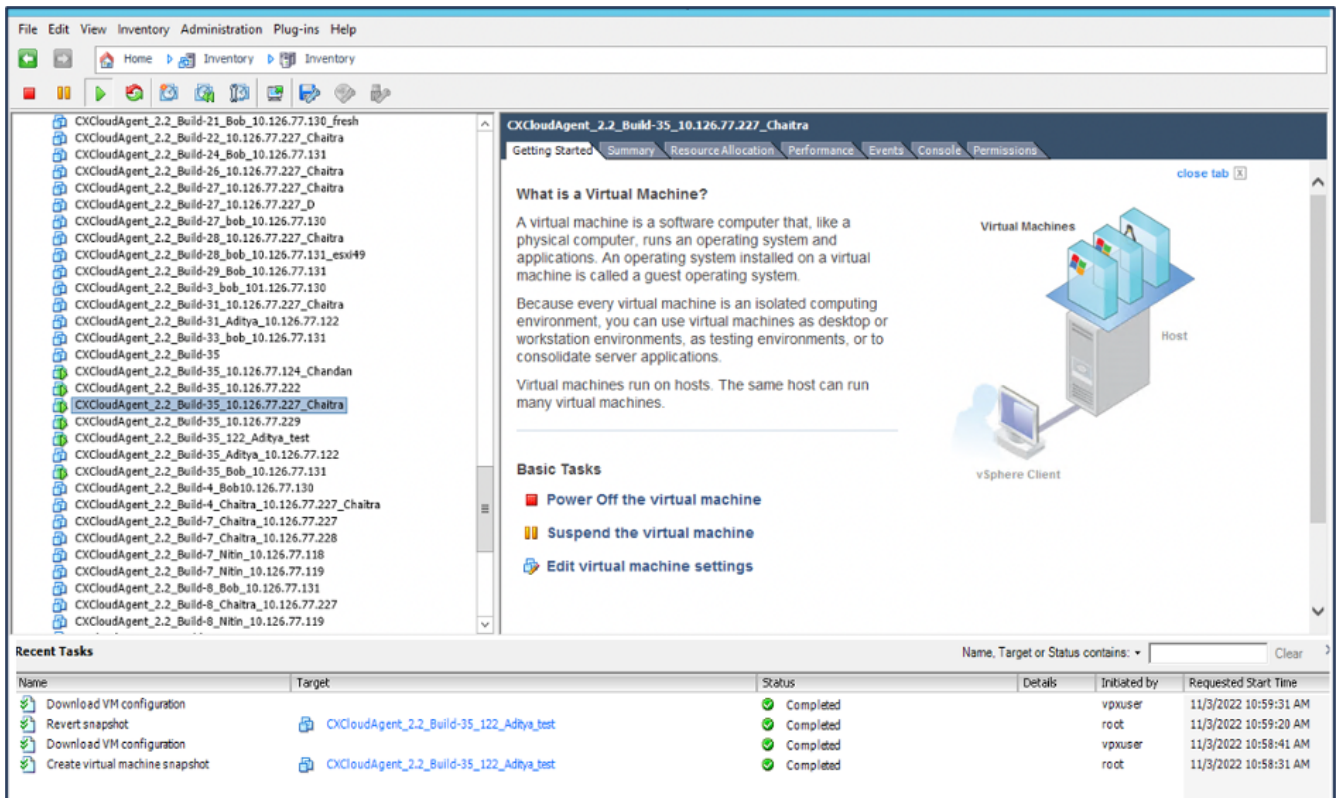 File Edit View Inventory Administration Plug-ins Help
Home Inventory Inventory
CXCloudAgent_2.2_Build-21_Bob_10.126.77.130_fresh
CXCloudAgent_2.2_Build-22_10.126.77.227_Chaitra
CXCloudAgent_2.2_Build-24_Bob_10.126.77.131
CXCloudAgent_2.2_Build-26_10.126.77.227_Chaitra
CXCloudAgent_2.2_Build-27_10.126.77.227_Chaitra
CXCloudAgent_2.2_Build-27_10.126.77.227_D
CXCloudAgent_2.2_Build-27_bob_10.126.77.130
CXCloudAgent_2.2_Build-28_10.126.77.227_Chaitra
CXCloudAgent_2.2_Build-28_bob_10.126.77.131_esxi49
CXCloudAgent_2.2_Build-29_Bob_10.126.77.131
CXCloudAgent_2.2_Build-3_bob_101.126.77.130
CXCloudAgent_2.2_Build-31_10.126.77.227_Chaitra
CXCloudAgent_2.2_Build-31_Aditya_10.126.77.122
CXCloudAgent_2.2_Build-33_bob_10.126.77.131
CXCloudAgent_2.2_Build-35
CXCloudAgent_2.2_Build-35_10.126.77.124_Chandan
CXCloudAgent_2.2_Build-35_10.126.77.222
CXCloudAgent_2.2_Build-35_10.126.77.227_Chaitra
CXCloudAgent_2.2_Build-35_10.126.77.229
CXCloudAgent_2.2_Build-35_122_Aditya_test
CXCloudAgent_2.2_Build-35_Aditya_10.126.77.122
CXCloudAgent_2.2_Build-35_Bob_10.126.77.131
CXCloudAgent_2.2_Build-4_Bob10.126.77.130
CXCloudAgent_2.2_Build-4_Chaitra_10.126.77.227_Chaitra
CXCloudAgent_2.2_Build-7_Chaitra_10.126.77.227
CXCloudAgent_2.2_Build-7_Chaitra_10.126.77.228
CXCloudAgent_2.2_Build-7_Nitin_10.126.77.118
CXCloudAgent_2.2_Build-7_Nitin_10.126.77.119
CXCloudAgent_2.2_Build-8_Bob_10.126.77.131
CXCloudAgent_2.2_Build-8_Chaitra_10.126.77.227
CXCloudAgent_2.2_Build-8_Nitin_10.126.77.119
CXCloudAgent_2.2_Build-35_10.126.77.227_Chaitra
Getting Started Summary Resource Allocation Performance Events Console Permissions
close tab X
What is a Virtual Machine?
A virtual machine is a software computer that, like a
physical computer, runs an operating system and
applications. An operating system installed on a virtual
machine is called a guest operating system.
Because every virtual machine is an isolated computing
environment, you can use virtual machines as desktop or
workstation environments, as testing environments, or to
consolidate server applications.
Virtual machines run on hosts. The same host can run
many virtual machines.
Virtual Machines
Host
vSphere Client
Basic Tasks
Power Off the virtual machine
Suspend the virtual machine
Edit virtual machine settings
Recent Tasks Name, Target or Status contains: Clear
Name Target Status Details Initiated by Requested Start Time
Download VM configuration Completed vpxuser 11/3/2022 10:59:31 AM
Revert snapshot CXCloudAgent_2.2_Build-35_122_Aditya_test Completed root 11/3/2022 10:59:20 AM
Download VM configuration Completed vpxuser 11/3/2022 10:58:41 AM
Create virtual machine snapshot CXCloudAgent_2.2_Build-35_122_Aditya_test Completed root 11/3/2022 10:58:31 AM